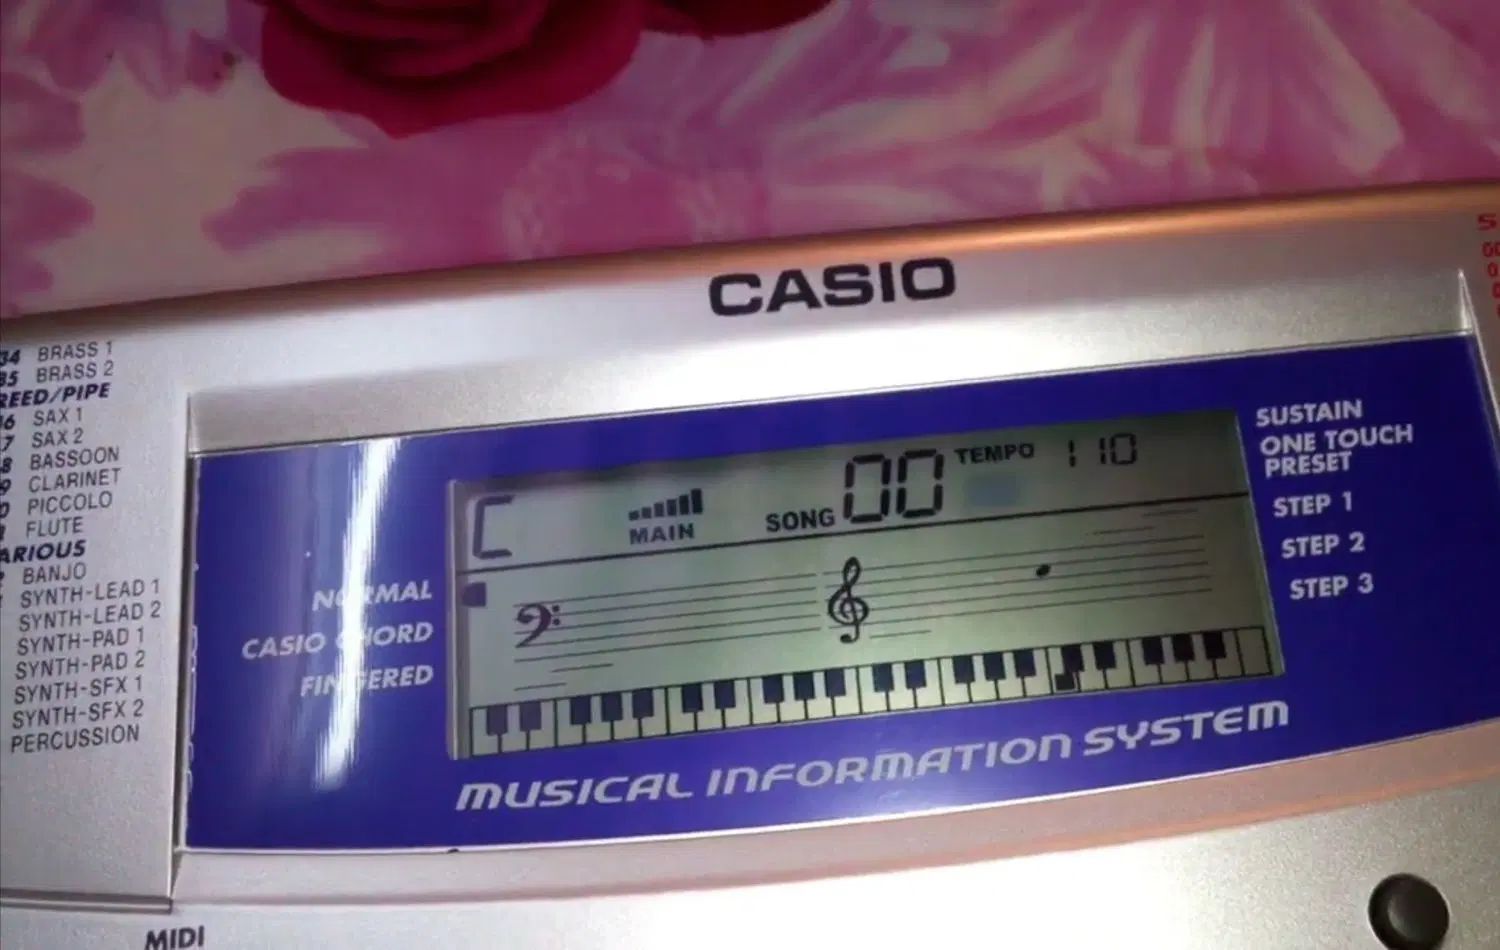 CASIO
34 BRASS 1
35 BRASS 2
REED/PIPE
SAX 1
SAX 2
BASSOON
CLARINET
PICCOLO
FLUTE
BANJO
SYNTH-LEAD 1
SYNTH-LEAD 2
SYNTH-PAD 1
SYNTH-PAD 2
SYNTH-SFX 1
SYNTH-SFX 2
PERCUSSION
MIDI
C
MAIN
SONG 00
TEMPO 110
NORMAL
CASIO CHORD
FINGERED
SUSTAIN
ONE TOUCH
PRESET
STEP 1
STEP 2
STEP 3
MUSICAL INFORMATION SYSTEM